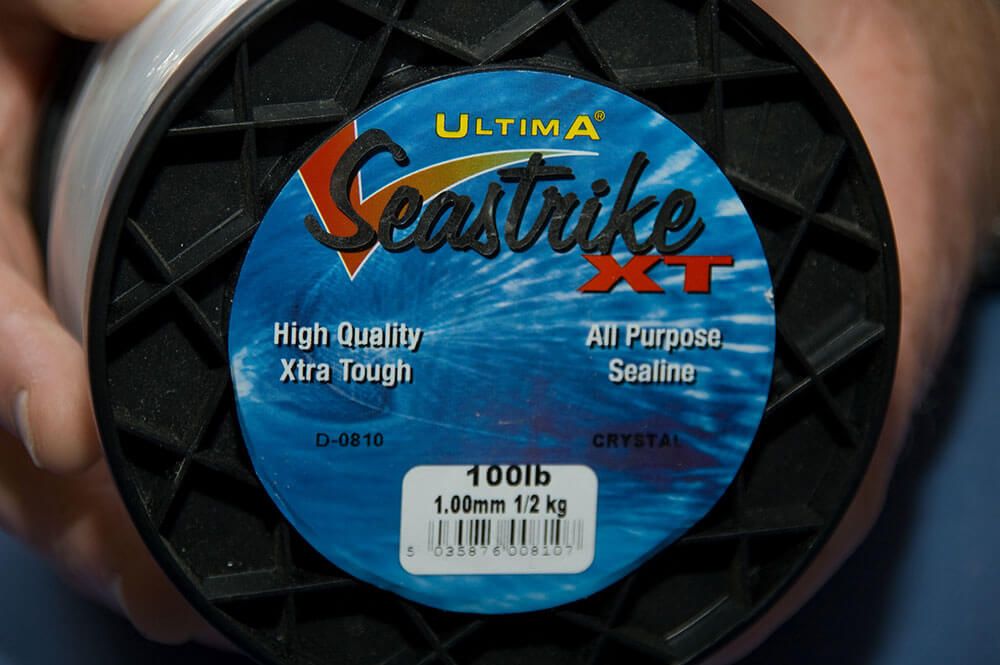 ULTIMA®
Seastrike
XT
High Quality
Xtra Tough
All Purpose
Sealine
D-0810
CRYSTAL
100lb
1.00mm 1/2 kg
5 035876 008107